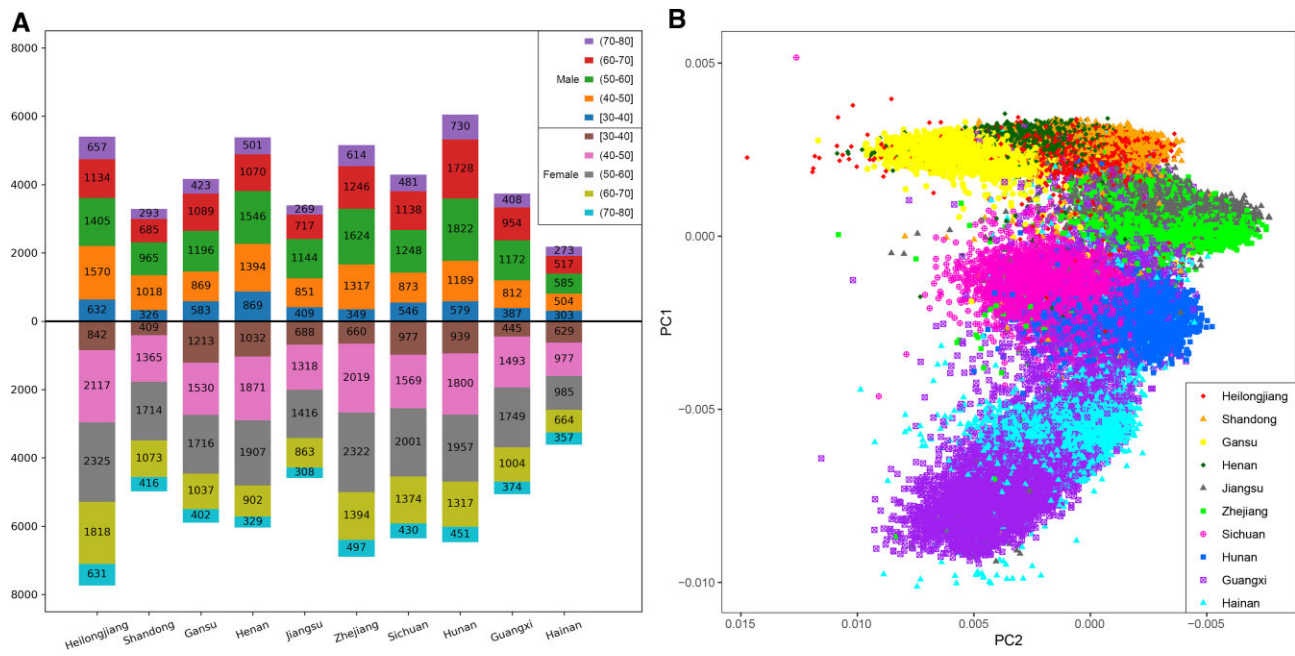 A
8000
6000
4000
2000
0
2000
4000
6000
8000
Male
(70-80]
(60-70]
(50-60]
(40-50]
[30-40]
Female
[30-40]
(40-50]
(50-60]
(60-70]
(70-80]
657 1134 1405 1570 632 842 2117 2325 1818 631
293 685 965 1018 326 409 1365 1714 1073 416
423 1089 1196 869 583 1213 1530 1716 1037 402
501 1070 1546 1394 869 1032 1871 1907 902 329
269 717 1144 851 409 688 1318 1416 863 308
614 1246 1624 1317 349 660 2019 2322 1394 497
481 1138 1248 873 546 977 1569 2001 1374 430
730 1728 1822 1189 579 939 1800 1957 1317 451
408 954 1172 812 387 445 1493 1749 1004 374
273 517 585 504 303 629 977 985 664 357
Heilongjiang Shandong Gansu Henan Jiangsu Zhejiang Sichuan Hunan Guangxi Hainan
B
PC1
0.005
0.000
−0.005
−0.010
Heilongjiang
Shandong
Gansu
Henan
Jiangsu
Zhejiang
Sichuan
Hunan
Guangxi
Hainan
0.015 0.005 0.000 −0.005
PC2